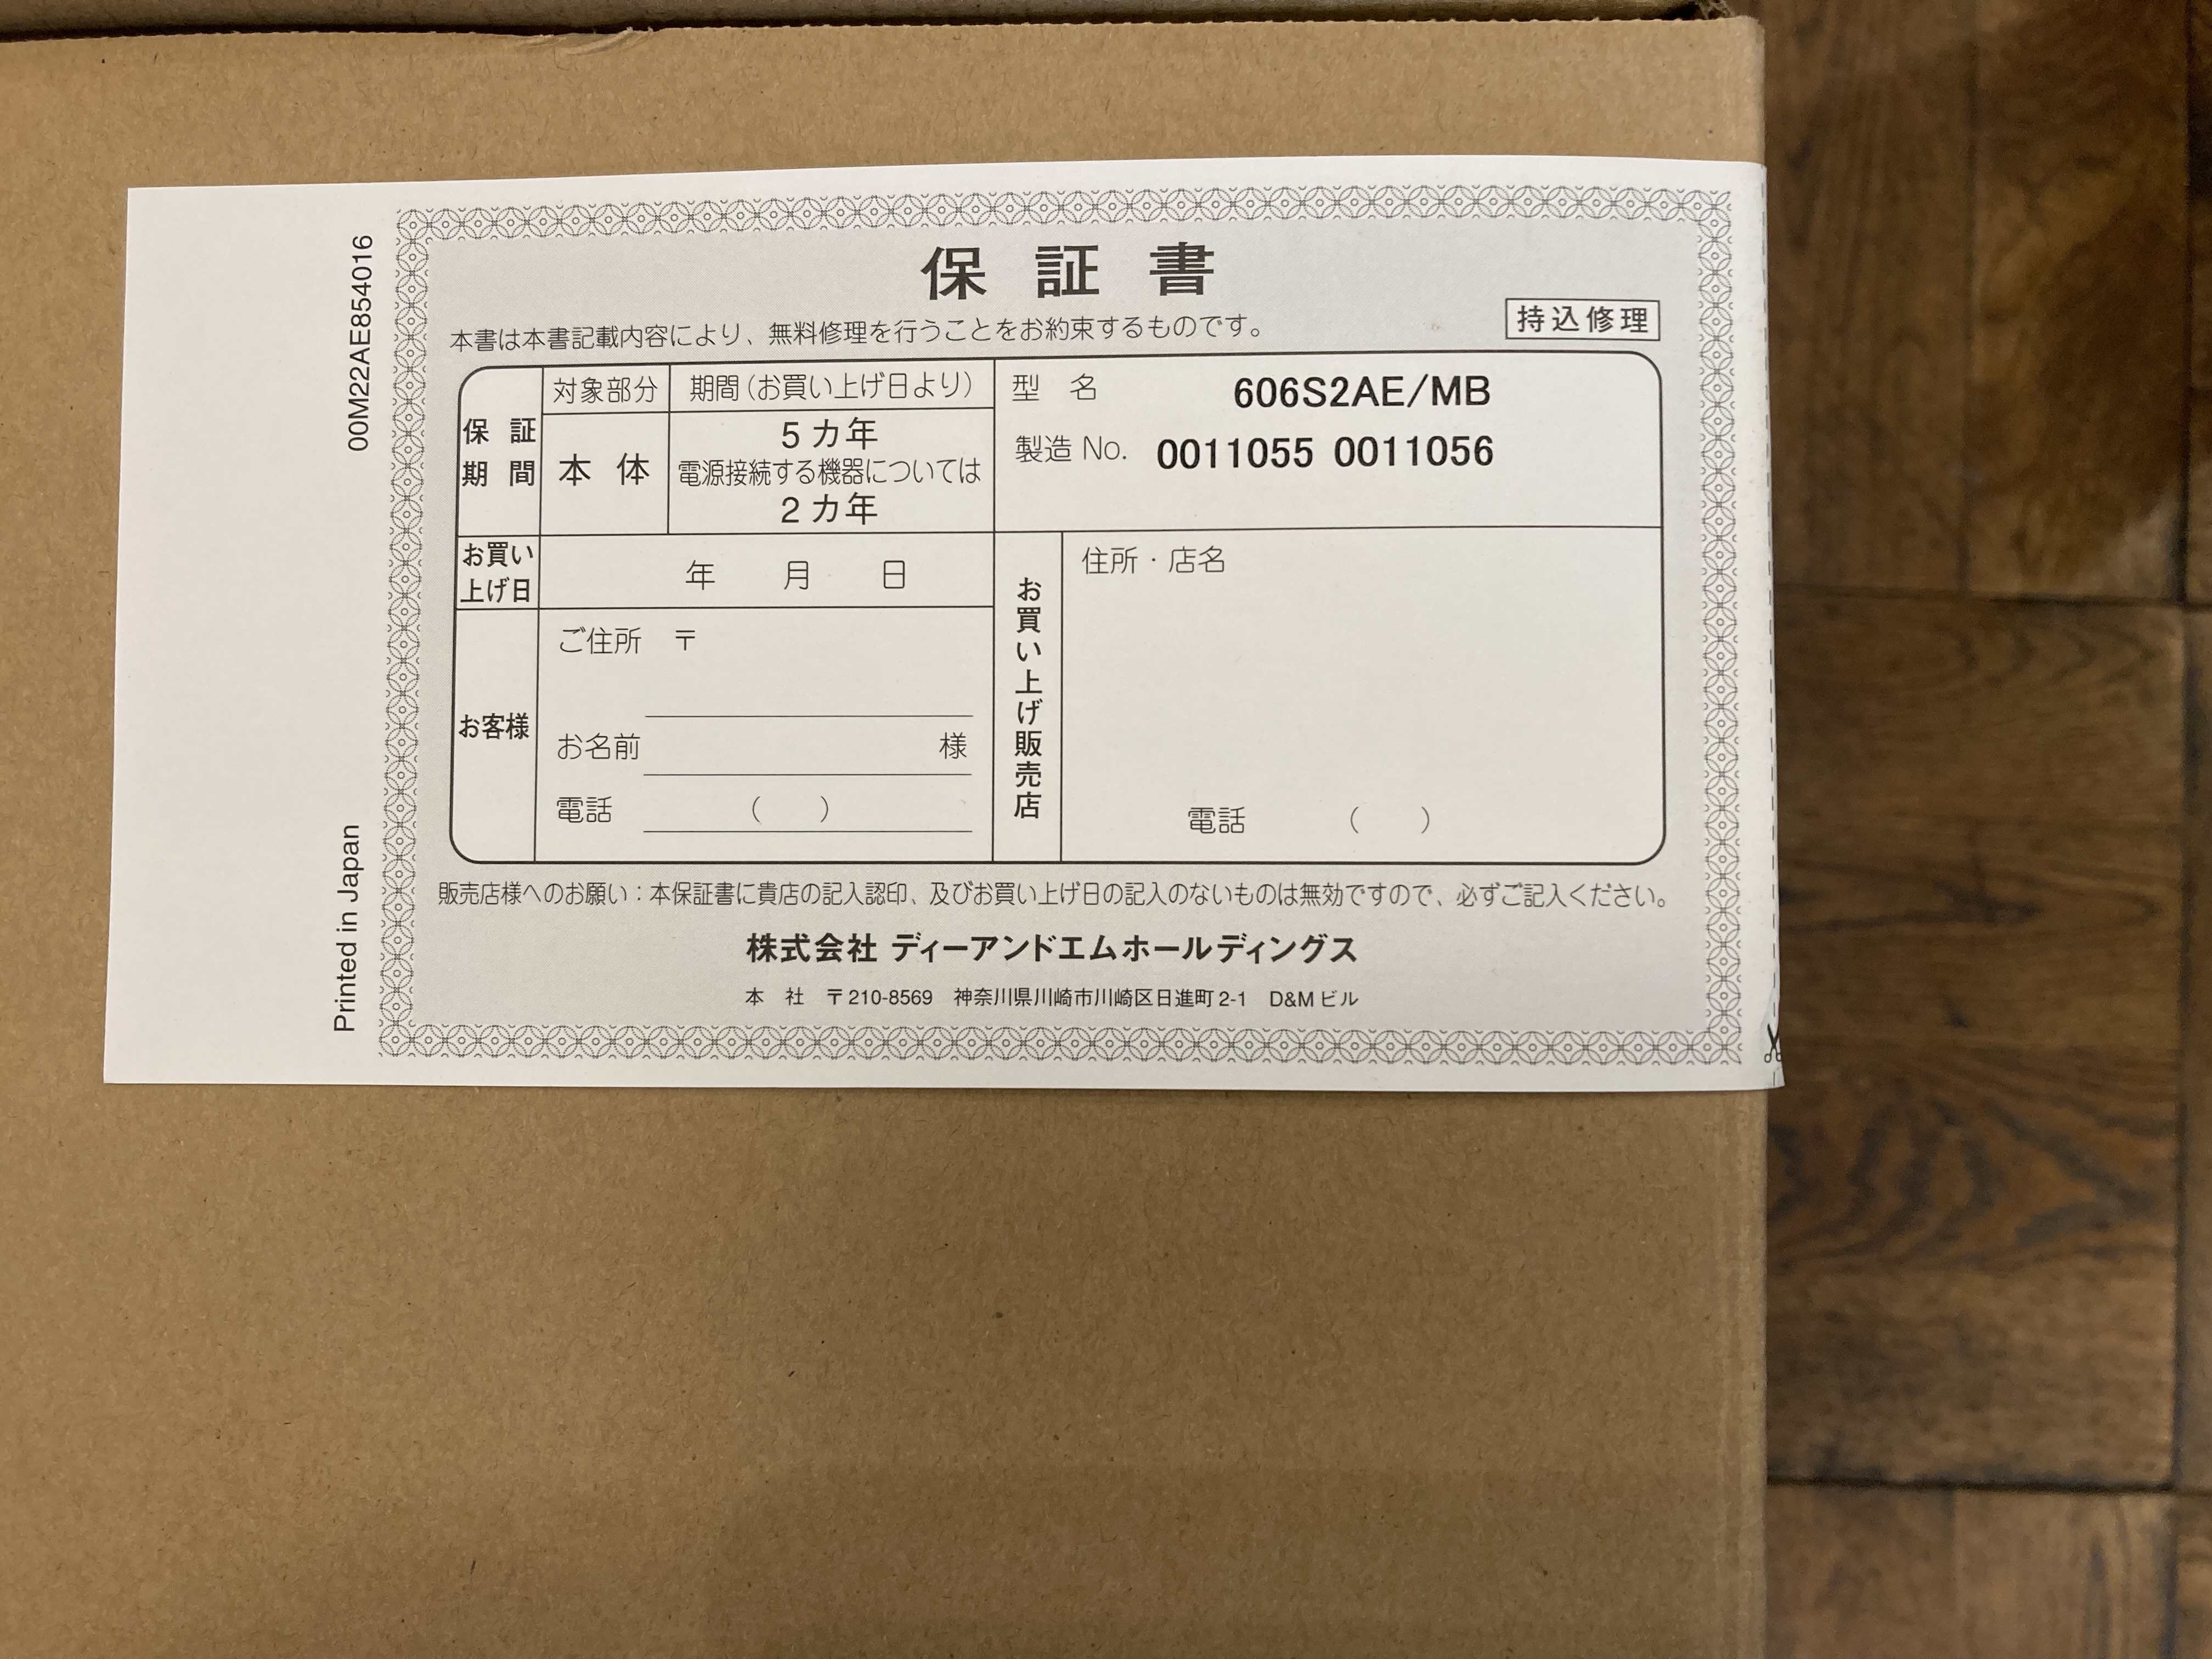 保証書
本書は本書記載内容により、無料修理を行うことをお約束するものです。
持込修理
保証期間
対象部分
期間（お買い上げ日より）
本体
5カ年
電源接続する機器については
2カ年
型名 606S2AE/MB
製造 No. 0011055 0011056
お買い上げ日
年 月 日
お客様
ご住所 〒
お名前 様
電話 （ ）
お買い上げ販売店
住所・店名
電話 （ ）
販売店様へのお願い：本保証書に貴店の記入認印、及びお買い上げ日の記入のないものは無効ですので、必ずご記入ください。
株式会社 ディーアンドエムホールディングス
本 社 〒210-8569 神奈川県川崎市川崎区日進町2-1 D&Mビル
00M22AE854016
Printed in Japan